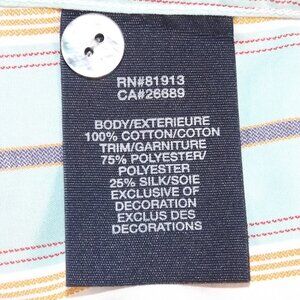 RN#81913
CA#26689
BODY/EXTERIEURE
100% COTTON/COTON
TRIM/GARNITURE
75% POLYESTER/
POLYESTER
25% SILK/SOIE
EXCLUSIVE OF
DECORATION
EXCLUS DES
DECORATIONS